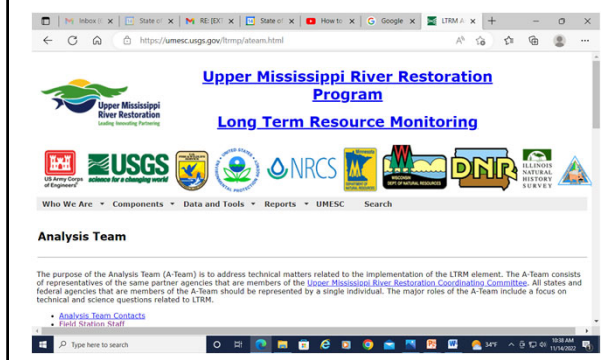 Inbox (
State of
RE: [EX
State of
How to
Google
LTRM A
https://umesc.usgs.gov/ltrmp/ateam.html
Upper Mississippi River Restoration
Program
Long Term Resource Monitoring
Upper Mississippi
River Restoration
Leading Innovating Partnering
US Army Corps
of Engineers
USGS
science for a changing world
NRCS
Minnesota
DEPARTMENT OF NATURAL RESOURCES
WISCONSIN
DEPT. OF NATURAL RESOURCES
DNR
ILLINOIS
NATURAL
HISTORY
SURVEY
Who We Are Components Data and Tools Reports UMESC Search
Analysis Team
The purpose of the Analysis Team (A-Team) is to address technical matters related to the implementation of the LTRM element. The A-Team consists
of representatives of the same partner agencies that are members of the Upper Mississippi River Restoration Coordinating Committee. All states and
federal agencies that are members of the A-Team should be represented by a single individual. The major roles of the A-Team include a focus on
technical and science questions related to LTRM.
Analysis Team Contacts
Field Station Staff
Type here to search
34°F
10:38 AM
11/14/2022